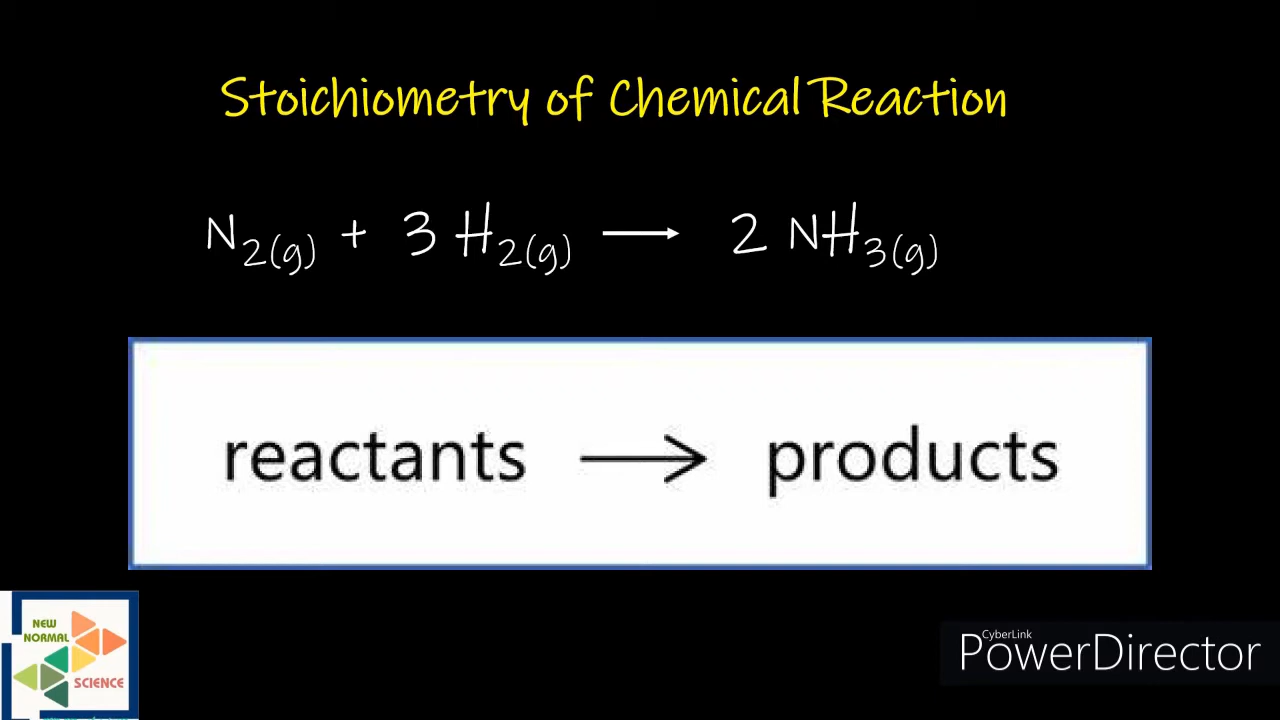 Stoichiometry of Chemical Reaction
N2(g) + 3 H2(g) ⟶ 2 NH3(g)
reactants ⟶ products
NEW
NORMAL
SCIENCE
CyberLink
PowerDirector